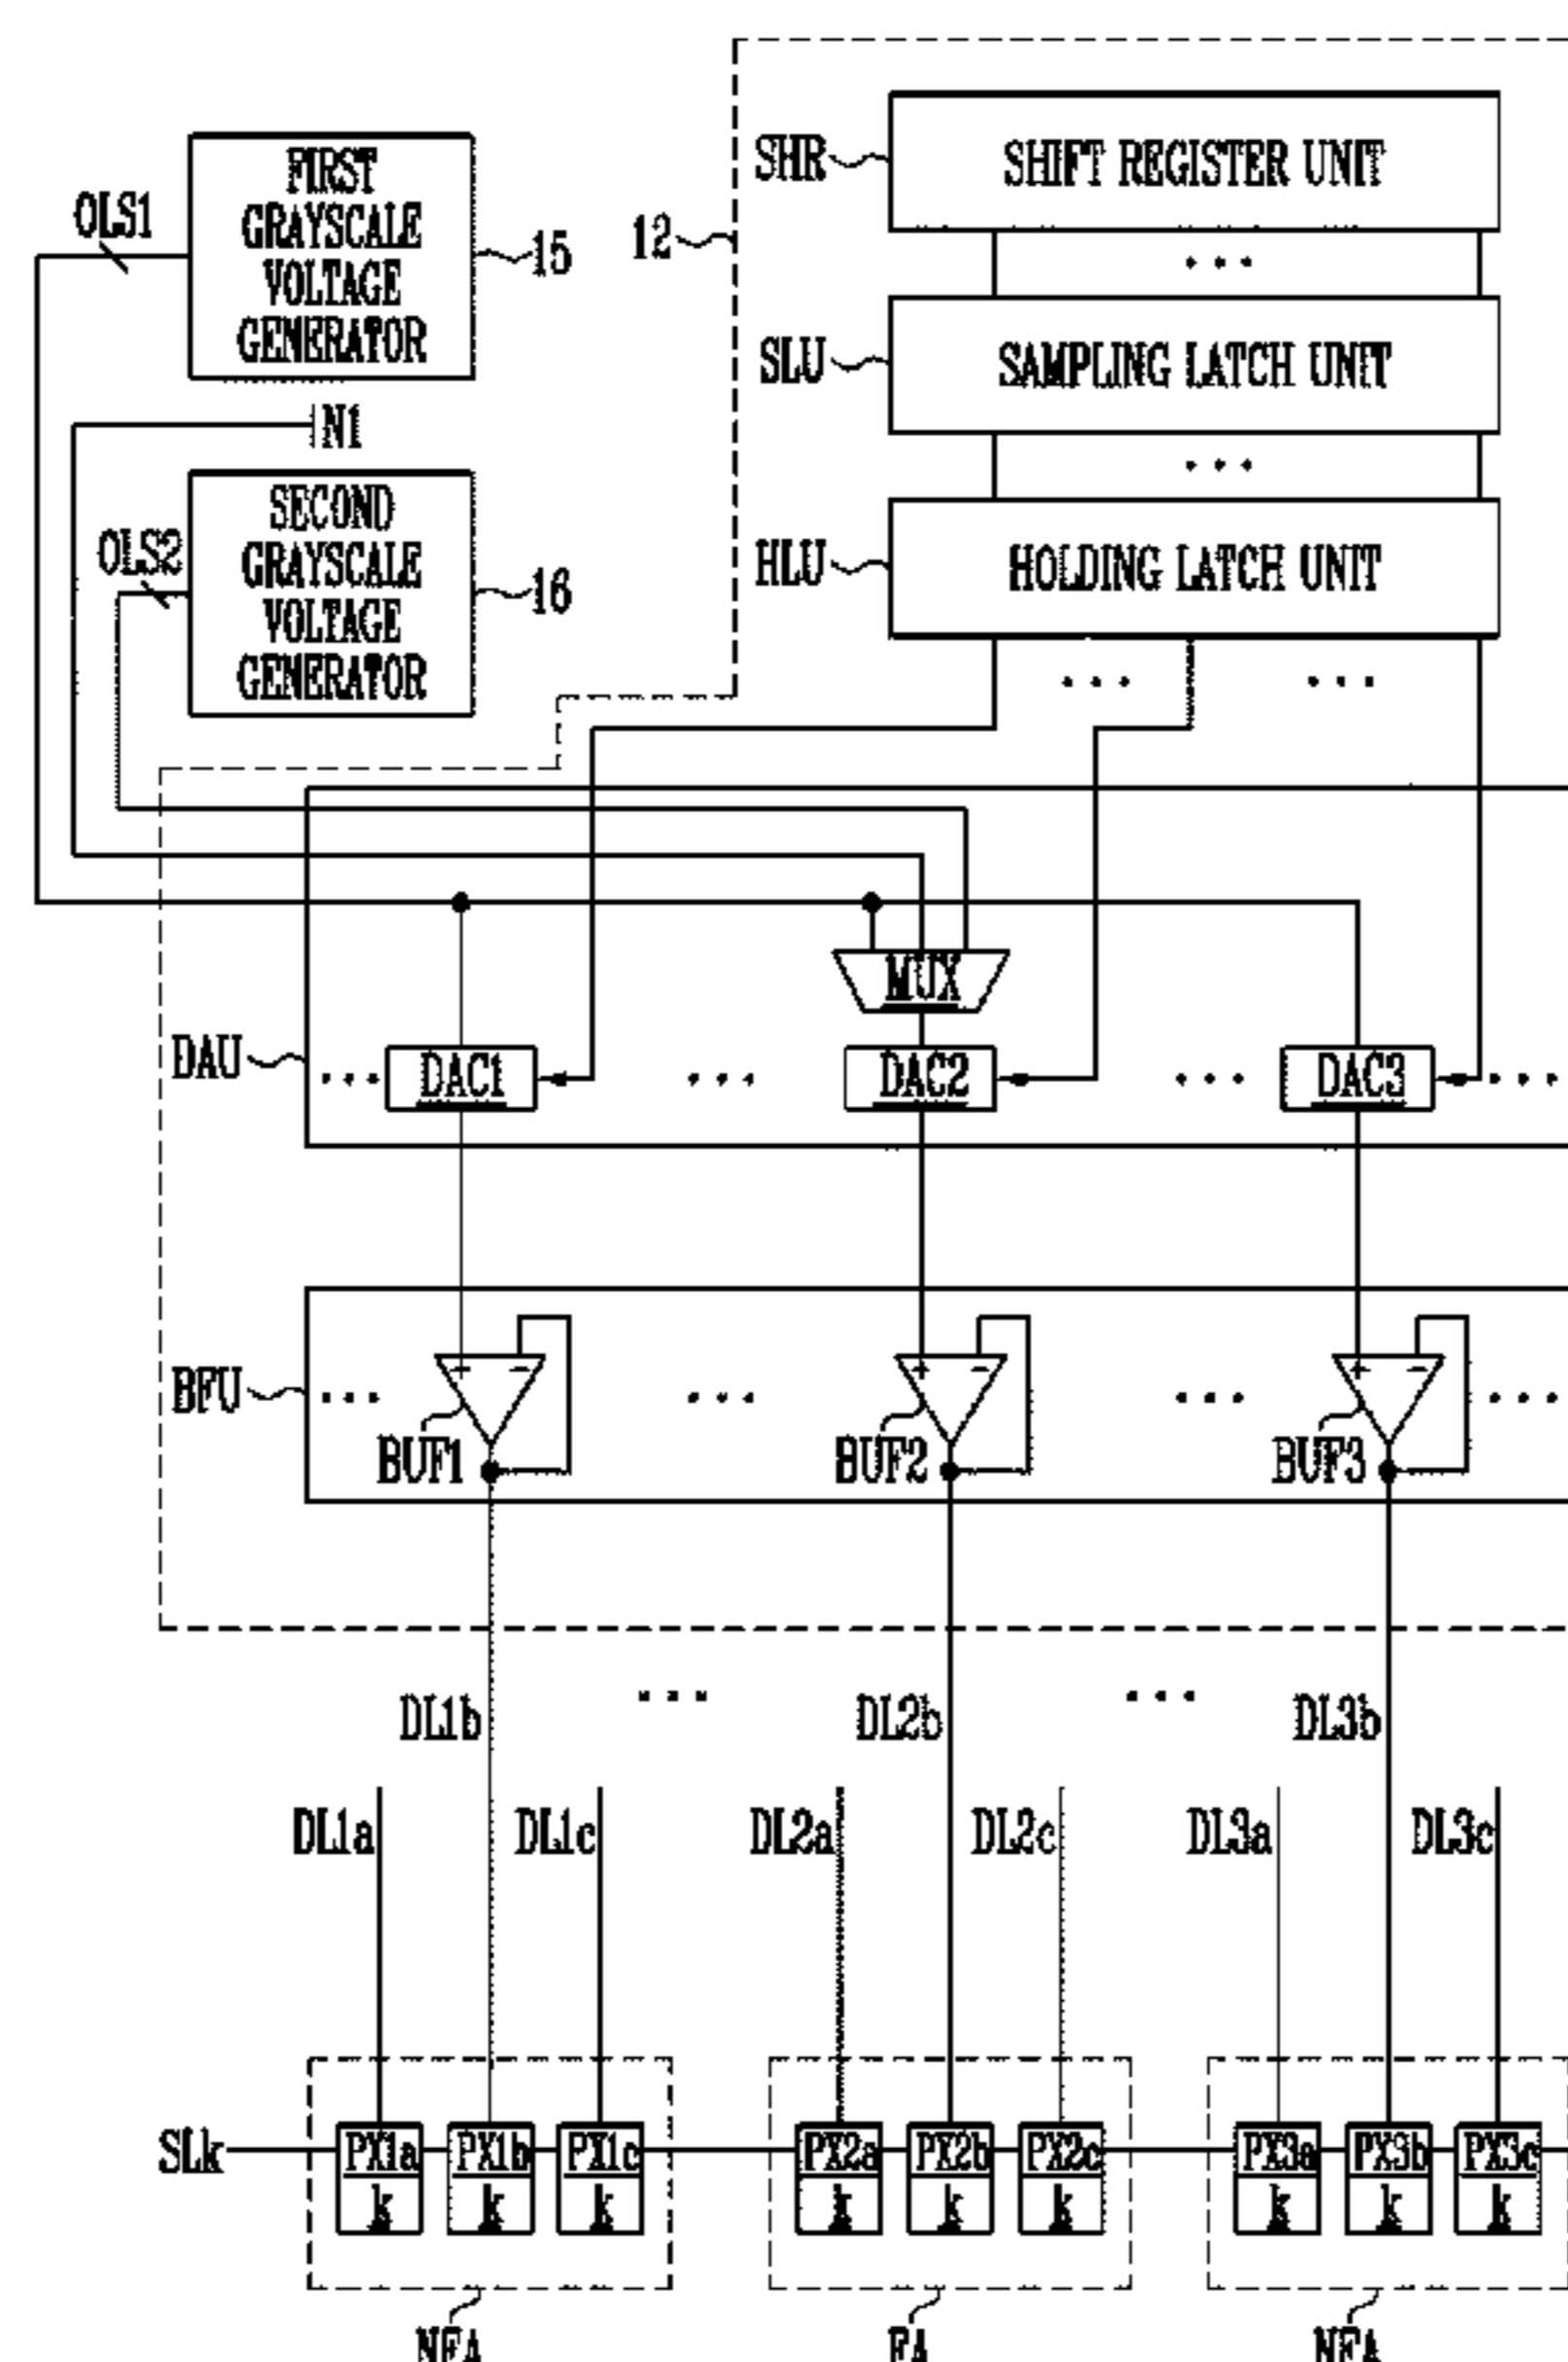 SHR
SHIFT REGISTER UNIT
FIRST
GRAYSCALE
VOLTAGE
GENERATOR
OLS1
15
12
SLU
SAMPLING LATCH UNIT
N1
SECOND
GRAYSCALE
VOLTAGE
GENERATOR
OLS2
16
HLU
HOLDING LATCH UNIT
MUX
DAU
DAC1
DAC2
DAC3
+ -
+ -
+ -
BFU
BUF1
BUF2
BUF3
DL1b
DL2b
DL3b
DL1a
DL1c
DL2a
DL2c
DL3a
DL3c
SLk
PX1a
k
PX1b
k
PX1c
k
PX2a
k
PX2b
k
PX2c
k
PX3a
k
PX3b
k
PX3c
k
NFA
FA
NFA